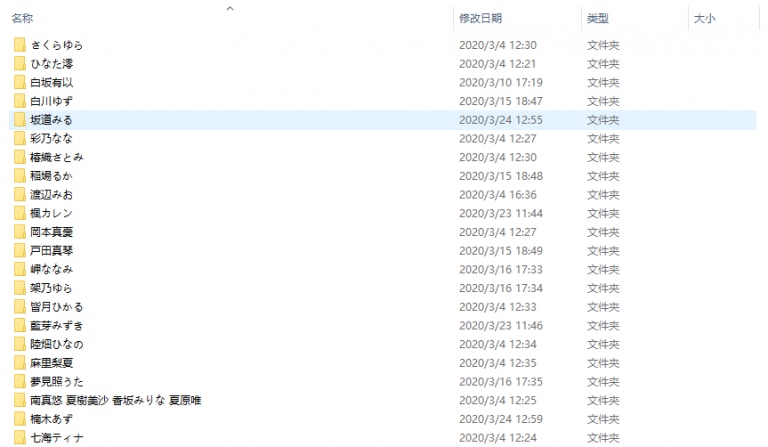 名称 修改日期 类型 大小
さくらゆら 2020/3/4 12:30 文件夹
ひなた澪 2020/3/4 12:21 文件夹
白坂有以 2020/3/10 17:19 文件夹
白川ゆず 2020/3/15 18:47 文件夹
坂道みる 2020/3/24 12:55 文件夹
彩乃なな 2020/3/4 12:27 文件夹
椿織さとみ 2020/3/4 12:30 文件夹
稲場るか 2020/3/15 18:48 文件夹
渡辺みお 2020/3/4 16:36 文件夹
楓カレン 2020/3/23 11:44 文件夹
岡本真憂 2020/3/4 12:27 文件夹
戸田真琴 2020/3/15 18:49 文件夹
岬ななみ 2020/3/16 17:33 文件夹
架乃ゆら 2020/3/16 17:34 文件夹
皆月ひかる 2020/3/4 12:33 文件夹
藍芽みずき 2020/3/23 11:46 文件夹
陸畑ひなの 2020/3/4 12:34 文件夹
麻里梨夏 2020/3/4 12:35 文件夹
夢見照うた 2020/3/16 17:35 文件夹
南真悠 夏樹美沙 香坂みりな 夏原唯 2020/3/4 12:25 文件夹
楠木あず 2020/3/24 12:59 文件夹
七海ティナ 2020/3/4 12:24 文件夹